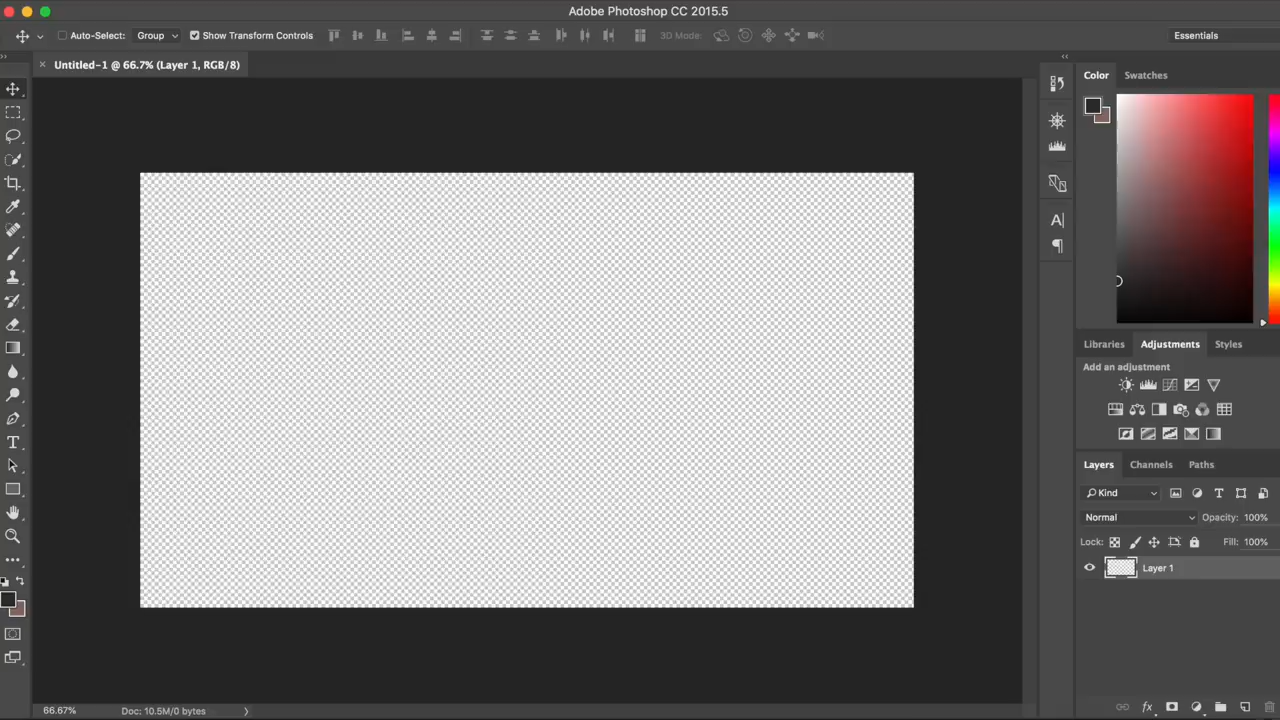 Adobe Photoshop CC 2015.5
Auto-Select: Group Show Transform Controls 3D Mode: Essentials
Untitled-1 @ 66.7% (Layer 1, RGB/8)
Color Swatches
Libraries Adjustments Styles
Add an adjustment
Layers Channels Paths
Kind
Normal Opacity: 100%
Lock: Fill: 100%
Layer 1
66.67% Doc: 10.5M/0 bytes